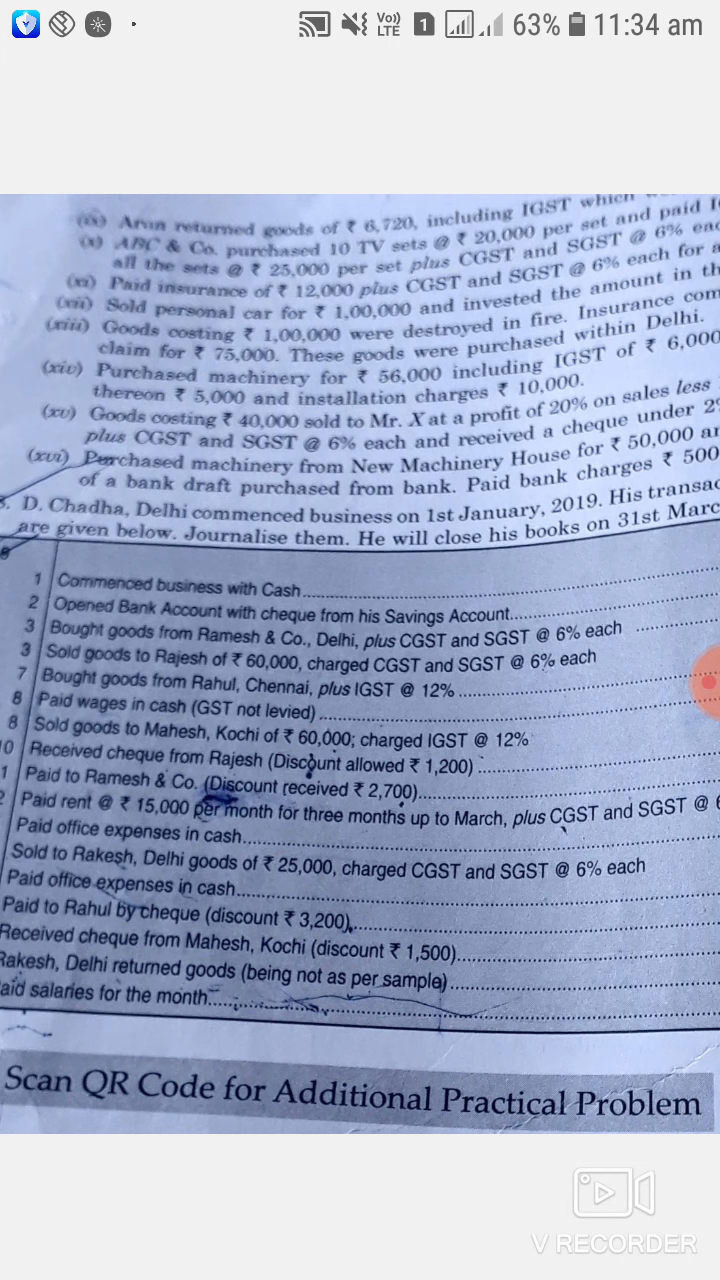 Vo)) LTE 1 63% 11:34 am
(ix) Arun returned goods of ₹ 6,720, including IGST which
(x) ABC & Co. purchased 10 TV sets @ ₹ 20,000 per set and paid
all the sets @ ₹ 25,000 per set plus CGST and SGST @ 6%
(xi) Paid insurance of ₹ 12,000 plus CGST and SGST @ 6% each for
(xii) Sold personal car for ₹ 1,00,000 and invested the amount in
(xiii) Goods costing ₹ 1,00,000 were destroyed in fire. Insurance com
claim for ₹ 75,000. These goods were purchased within Delhi.
(xiv) Purchased machinery for ₹ 56,000 including IGST of ₹ 6,000
thereon ₹ 5,000 and installation charges ₹ 10,000.
(xv) Goods costing ₹ 40,000 sold to Mr. X at a profit of 20% on sales less
plus CGST and SGST @ 6% each and received a cheque under
(xvi) Purchased machinery from New Machinery House for ₹ 50,000
of a bank draft purchased from bank. Paid bank charges ₹ 500
D. Chadha, Delhi commenced business on 1st January, 2019. His transac
are given below. Journalise them. He will close his books on 31st Marc
1 Commenced business with Cash
2 Opened Bank Account with cheque from his Savings Account
3 Bought goods from Ramesh & Co., Delhi, plus CGST and SGST @ 6% each
3 Sold goods to Rajesh of ₹ 60,000, charged CGST and SGST @ 6% each
7 Bought goods from Rahul, Chennai, plus IGST @ 12%
8 Paid wages in cash (GST not levied)
8 Sold goods to Mahesh, Kochi of ₹ 60,000; charged IGST @ 12%
0 Received cheque from Rajesh (Discount allowed ₹ 1,200)
1 Paid to Ramesh & Co. (Discount received ₹ 2,700)
2 Paid rent @ ₹ 15,000 per month for three months up to March, plus CGST and SGST @
Paid office expenses in cash
Sold to Rakesh, Delhi goods of ₹ 25,000, charged CGST and SGST @ 6% each
Paid office expenses in cash
Paid to Rahul by cheque (discount ₹ 3,200)
Received cheque from Mahesh, Kochi (discount ₹ 1,500)
Rakesh, Delhi returned goods (being not as per sample)
aid salaries for the month
Scan QR Code for Additional Practical Problem
V RECORDER